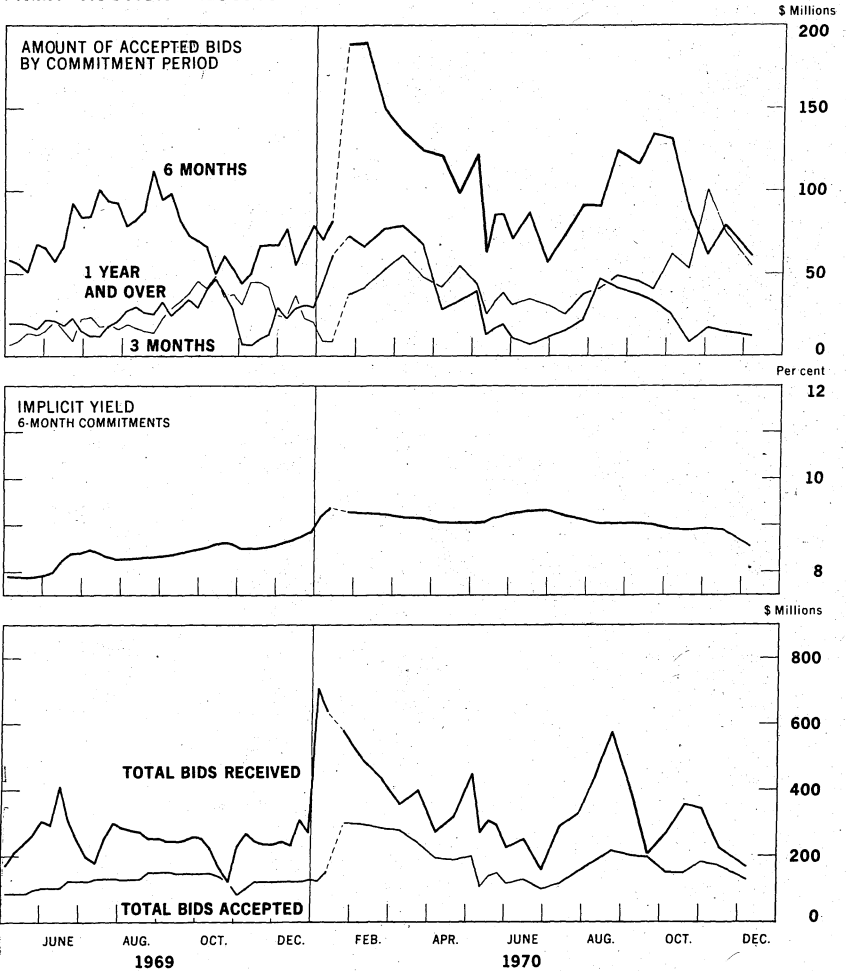 $ Millions
AMOUNT OF ACCEPTED BIDS
BY COMMITMENT PERIOD
200
150
6 MONTHS
100
1 YEAR
AND OVER
50
3 MONTHS
0
Per cent
IMPLICIT YIELD
6-MONTH COMMITMENTS
12
10
8
$ Millions
800
600
TOTAL BIDS RECEIVED
400
200
TOTAL BIDS ACCEPTED
0
JUNE AUG. OCT. DEC. FEB. APR. JUNE AUG. OCT. DEC.
1969 1970